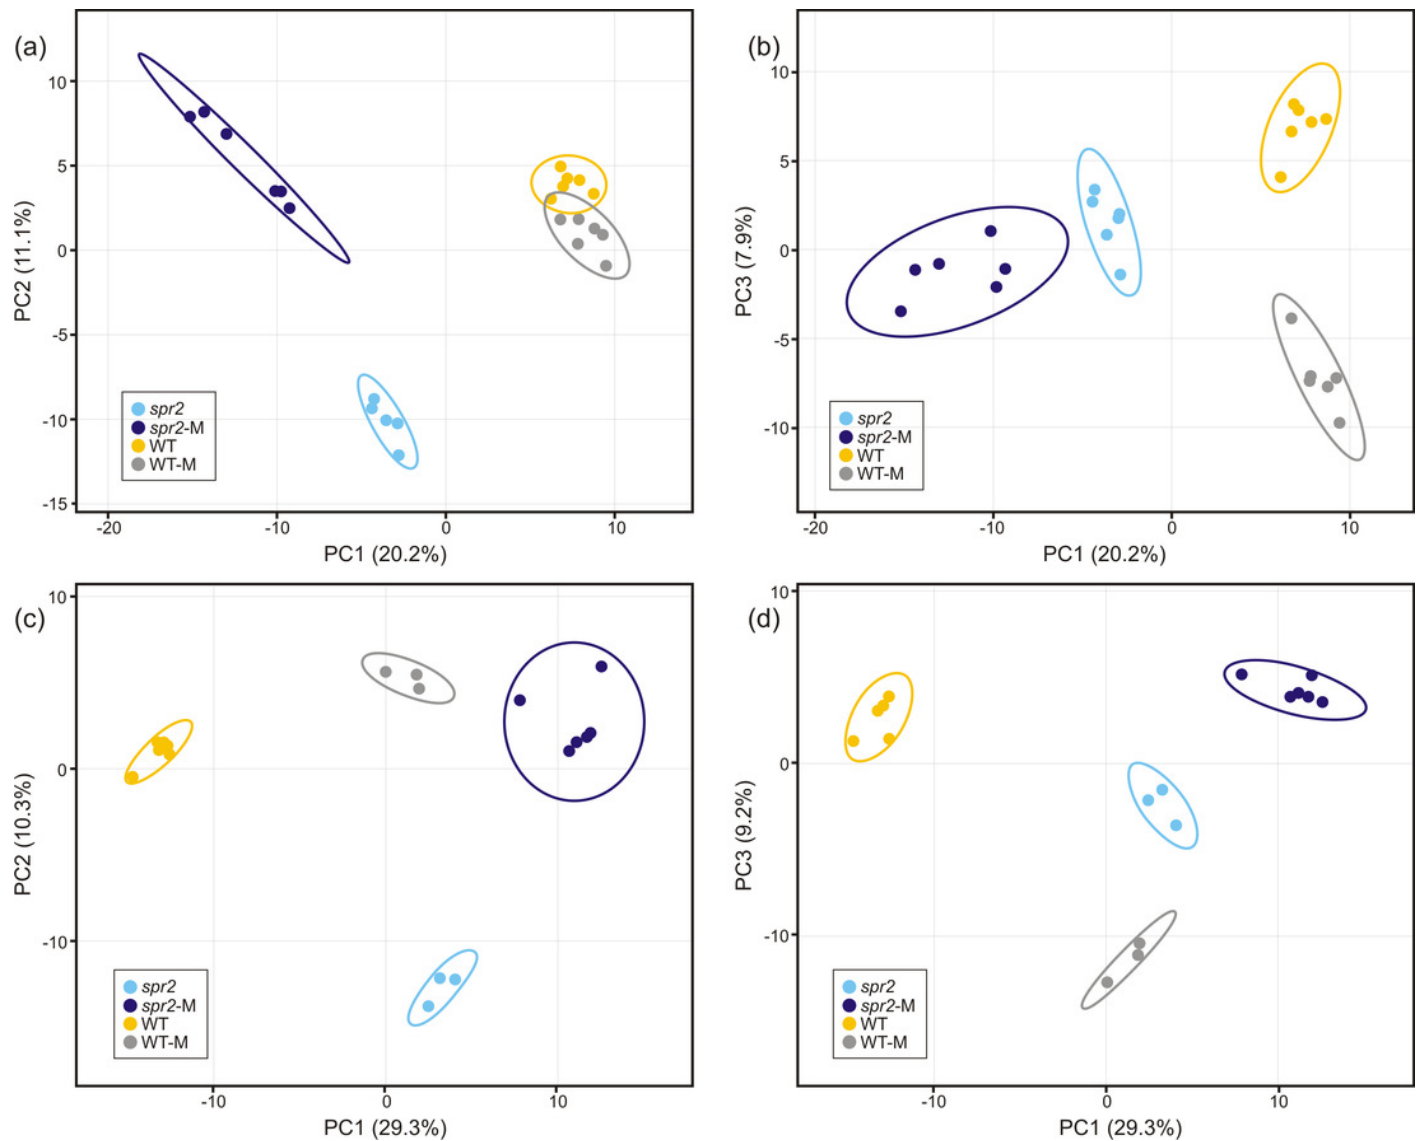 (a)
10
5
0
-5
-10
-15
PC2 (11.1%)
spr2
spr2-M
WT
WT-M
-20
-10
0
10
PC1 (20.2%)
(b)
10
5
0
-5
-10
PC3 (7.9%)
spr2
spr2-M
WT
WT-M
-20
-10
0
10
PC1 (20.2%)
(c)
10
0
-10
PC2 (10.3%)
spr2
spr2-M
WT
WT-M
-10
0
10
PC1 (29.3%)
(d)
10
0
-10
PC3 (9.2%)
spr2
spr2-M
WT
WT-M
-10
0
10
PC1 (29.3%)